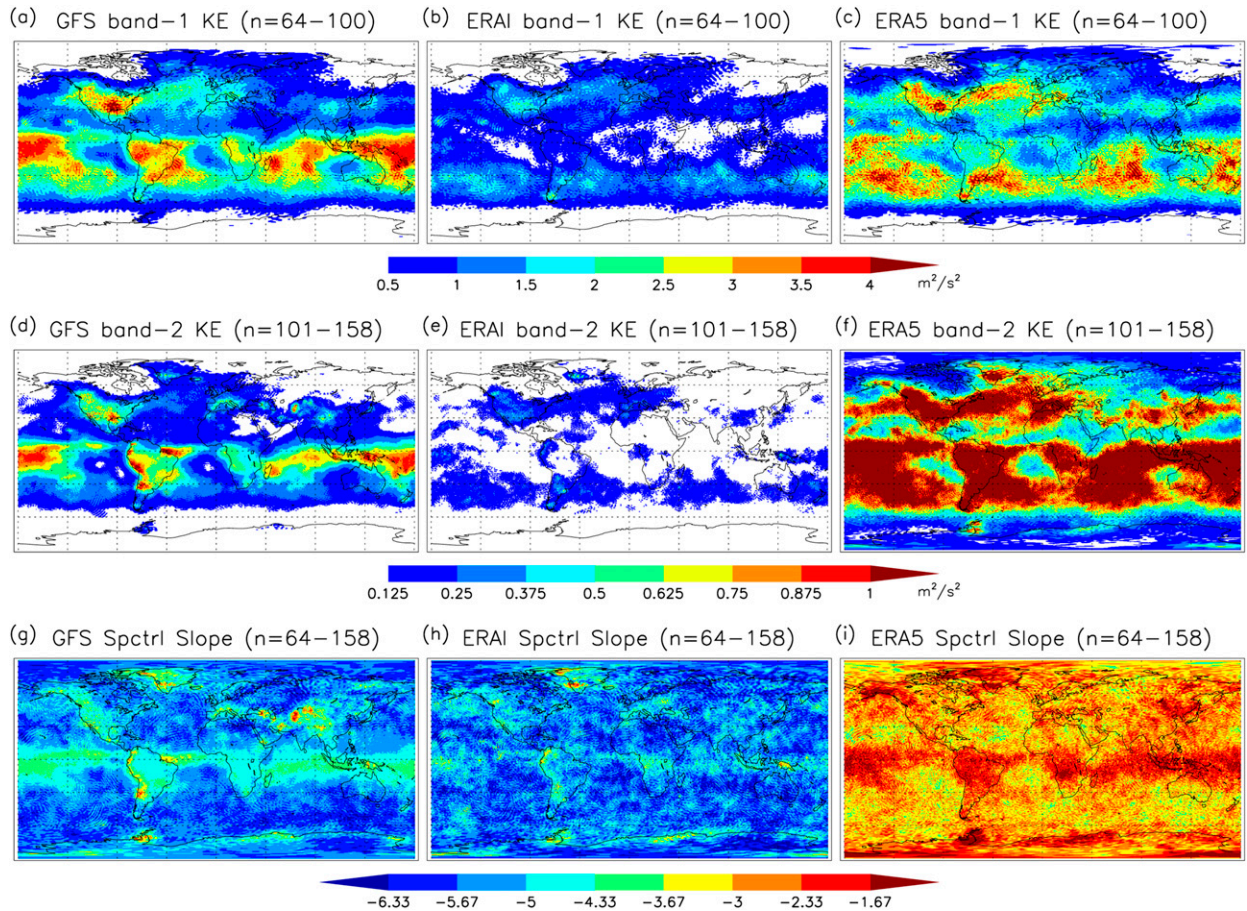 (a) GFS band-1 KE (n=64-100)
(b) ERAI band-1 KE (n=64-100)
(c) ERA5 band-1 KE (n=64-100)
0.5 1 1.5 2 2.5 3 3.5 4 m²/s²
(d) GFS band-2 KE (n=101-158)
(e) ERAI band-2 KE (n=101-158)
(f) ERA5 band-2 KE (n=101-158)
0.125 0.25 0.375 0.5 0.625 0.75 0.875 1 m²/s²
(g) GFS Spctrl Slope (n=64-158)
(h) ERAI Spctrl Slope (n=64-158)
(i) ERA5 Spctrl Slope (n=64-158)
-6.33 -5.67 -5 -4.33 -3.67 -3 -2.33 -1.67